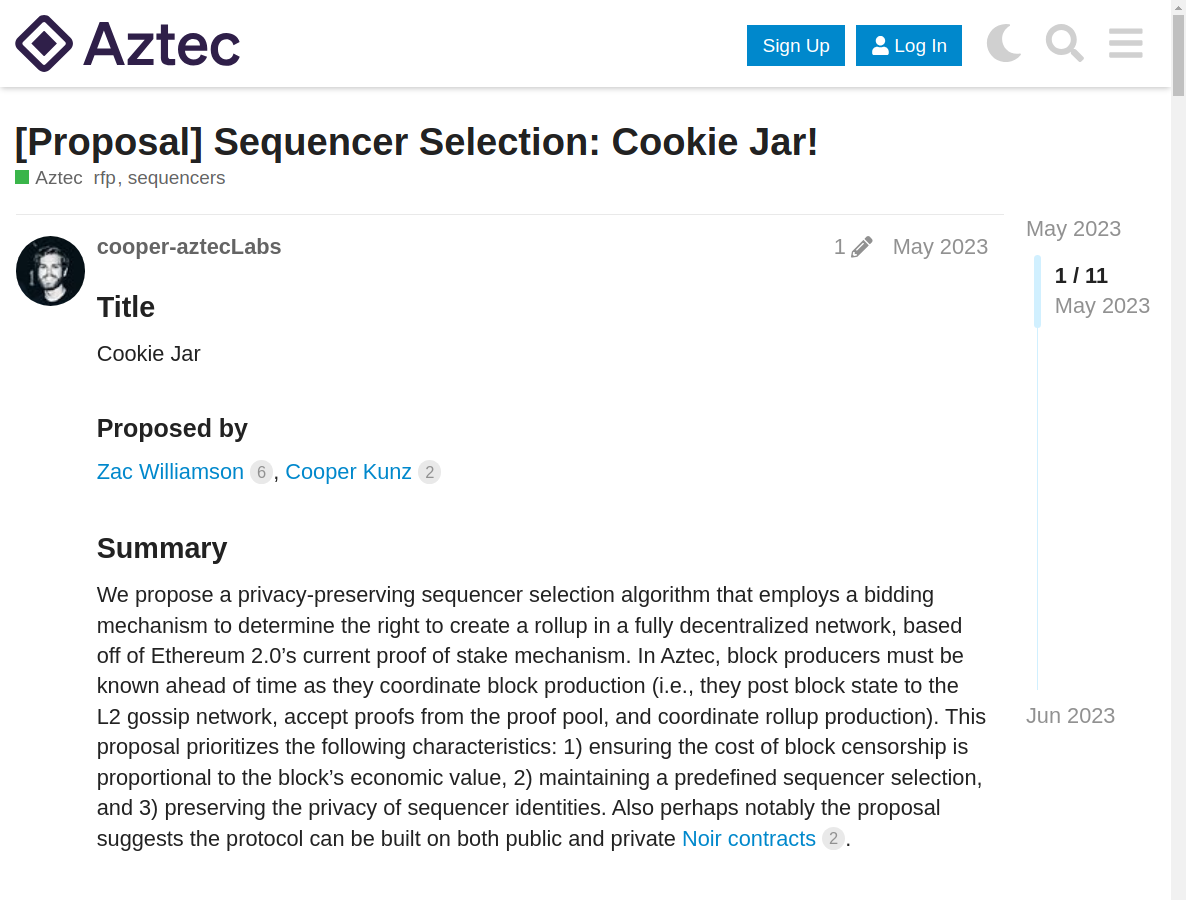 Aztec
Sign Up
Log In
[Proposal] Sequencer Selection: Cookie Jar!
Aztec rfp, sequencers
cooper-aztecLabs
1
May 2023
Title
Cookie Jar
Proposed by
Zac Williamson 6, Cooper Kunz 2
Summary
We propose a privacy-preserving sequencer selection algorithm that employs a bidding
mechanism to determine the right to create a rollup in a fully decentralized network, based
off of Ethereum 2.0’s current proof of stake mechanism. In Aztec, block producers must be
known ahead of time as they coordinate block production (i.e., they post block state to the
L2 gossip network, accept proofs from the proof pool, and coordinate rollup production). This
proposal prioritizes the following characteristics: 1) ensuring the cost of block censorship is
proportional to the block’s economic value, 2) maintaining a predefined sequencer selection,
and 3) preserving the privacy of sequencer identities. Also perhaps notably the proposal
suggests the protocol can be built on both public and private Noir contracts 2.
May 2023
1 / 11
May 2023
Jun 2023